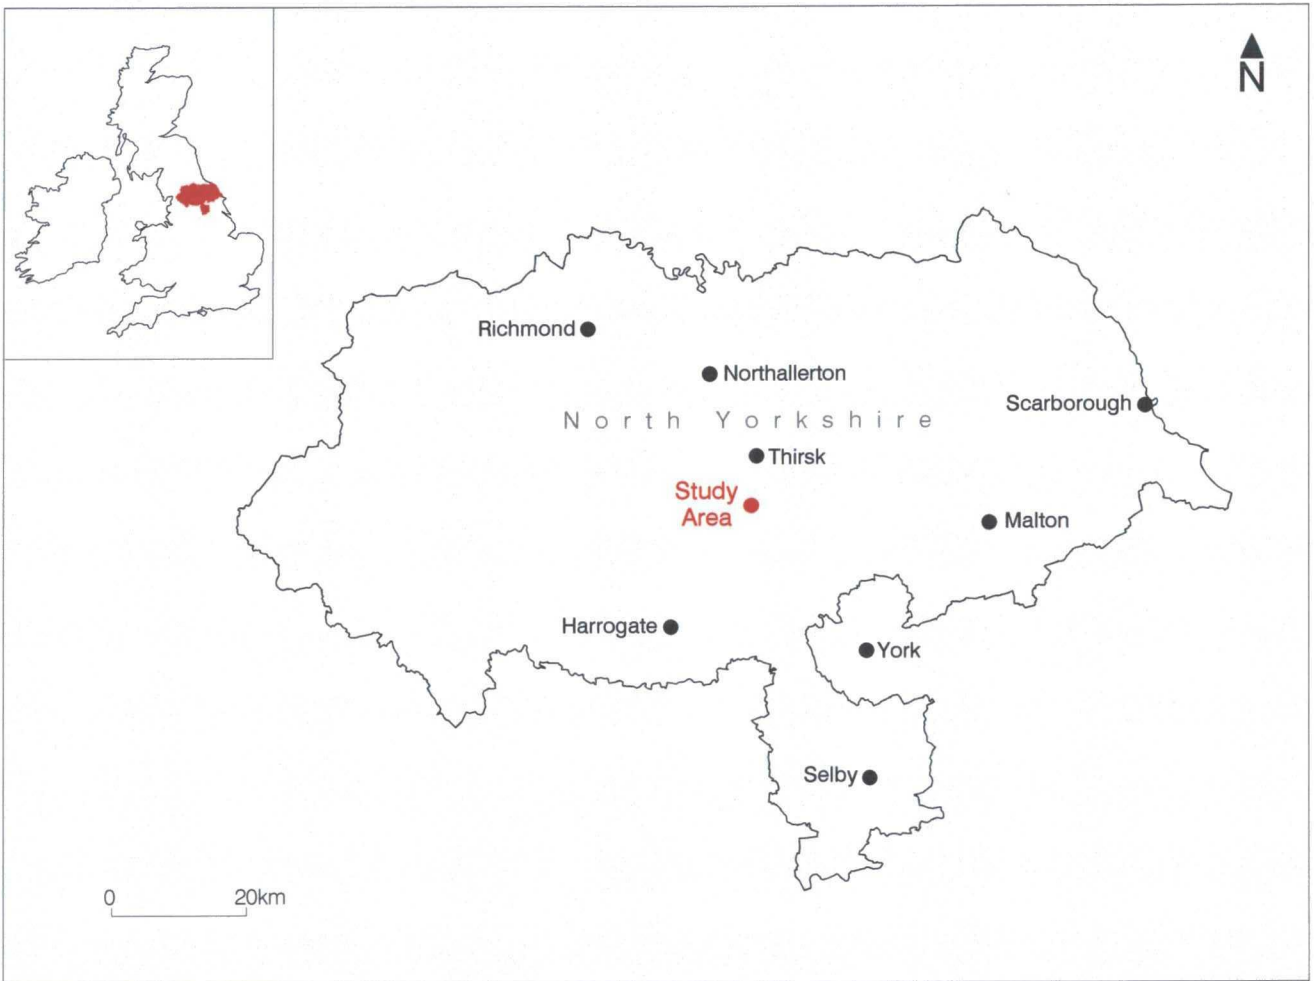 N
Richmond
Northallerton
Scarborough
North Yorkshire
Thirsk
Study
Area
Malton
Harrogate
York
Selby
0 20km